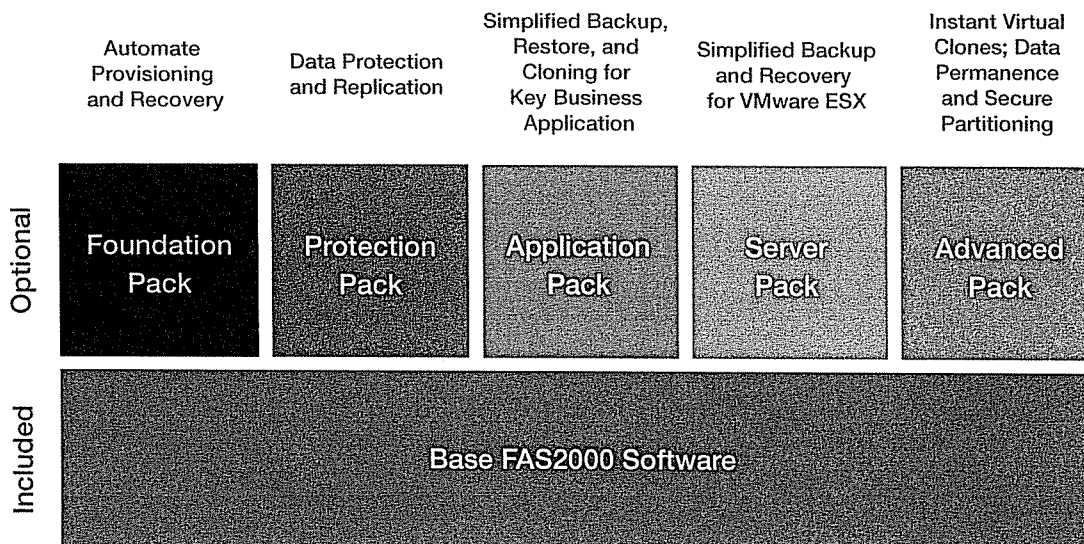 Automate
Provisioning
and Recovery
Data Protection
and Replication
Simplified Backup,
Restore, and
Cloning for
Key Business
Application
Simplified Backup
and Recovery
for VMware ESX
Instant Virtual
Clones; Data
Permanence
and Secure
Partitioning
Optional
Foundation
Pack
Protection
Pack
Application
Pack
Server
Pack
Advanced
Pack
Included
Base FAS2000 Software